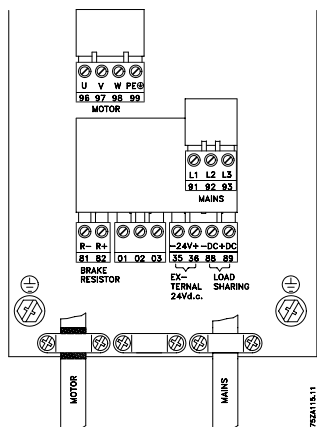 U V W PE
96 97 98 99
MOTOR
L1 L2 L3
91 92 93
MAINS
R- R+ -24V+ -DC+DC
81 82 01 02 03 35 36 88 89
BRAKE
RESISTOR
EX-
TERNAL
24Vd.c.
LOAD
SHARING
MOTOR
MAINS
175ZA115.11